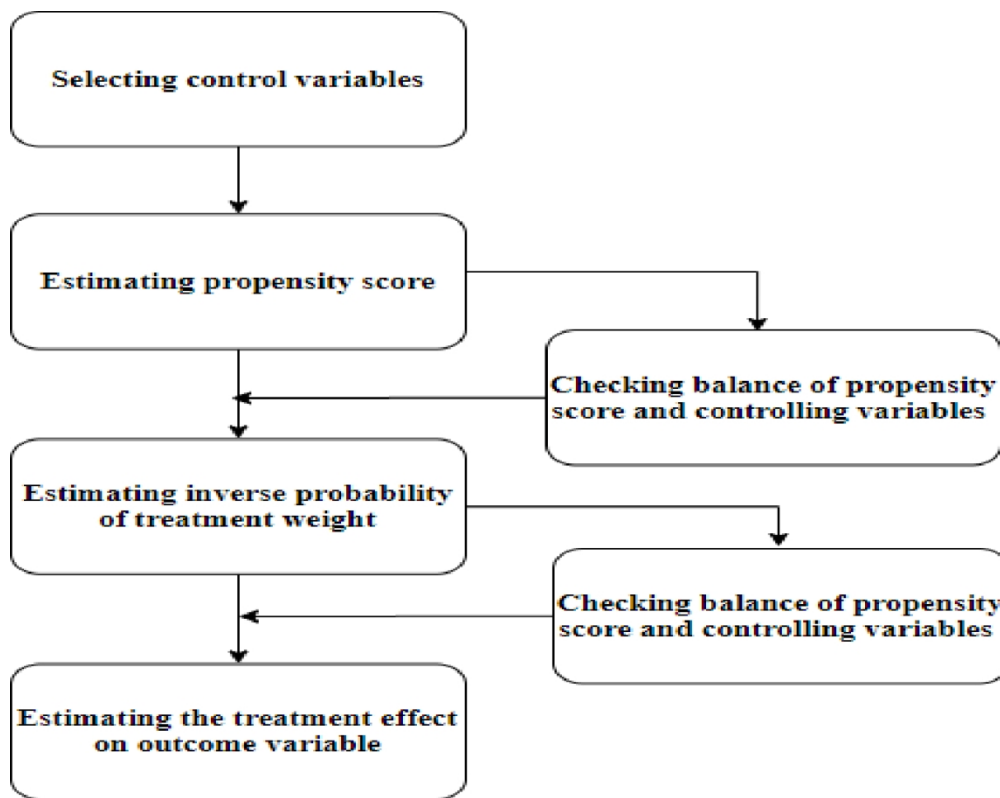 Selecting control variables
Estimating propensity score
Checking balance of propensity
score and controlling variables
Estimating inverse probability
of treatment weight
Checking balance of propensity
score and controlling variables
Estimating the treatment effect
on outcome variable